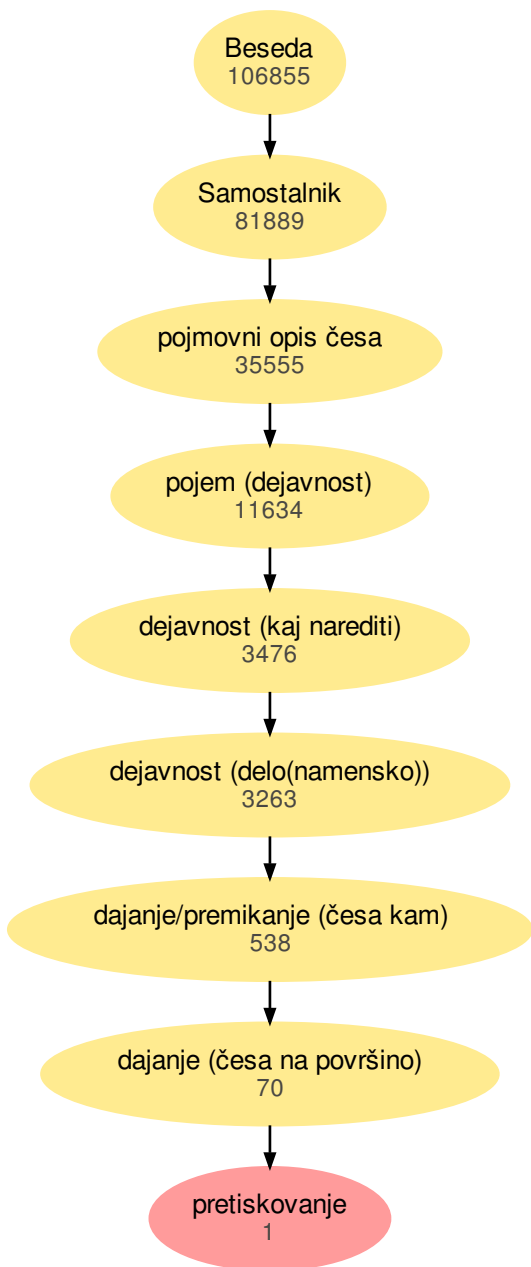 Beseda
106855
Samostalnik
81889
pojmovni opis česa
35555
pojem (dejavnost)
11634
dejavnost (kaj narediti)
3476
dejavnost (delo(namensko))
3263
dajanje/premikanje (česa kam)
538
dajanje (česa na površino)
70
pretiskovanje
1